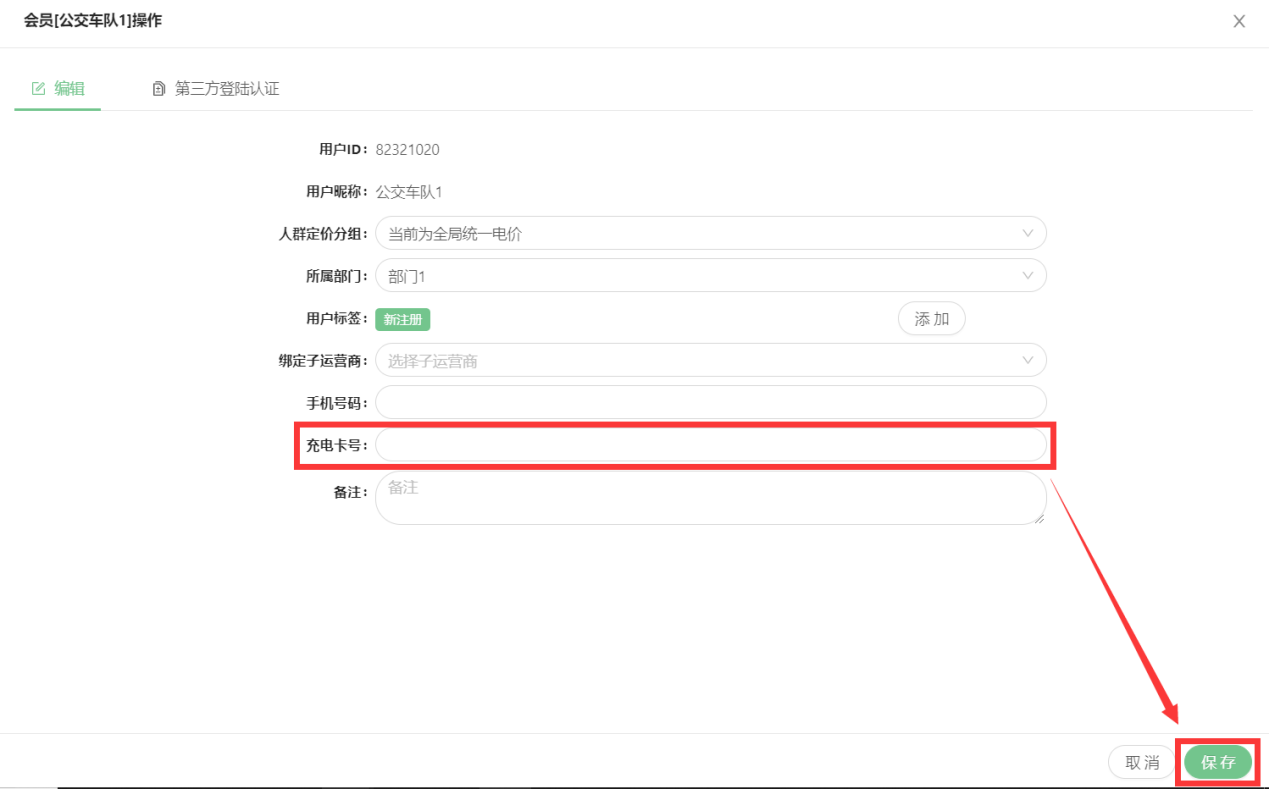 会员[公交车队1]操作
编辑 第三方登陆认证
用户ID: 82321020
用户昵称: 公交车队1
人群定价分组: 当前为全局统一电价
所属部门: 部门1
用户标签: 新注册 添加
绑定子运营商: 选择子运营商
手机号码:
充电卡号:
备注: 备注
取消 保存